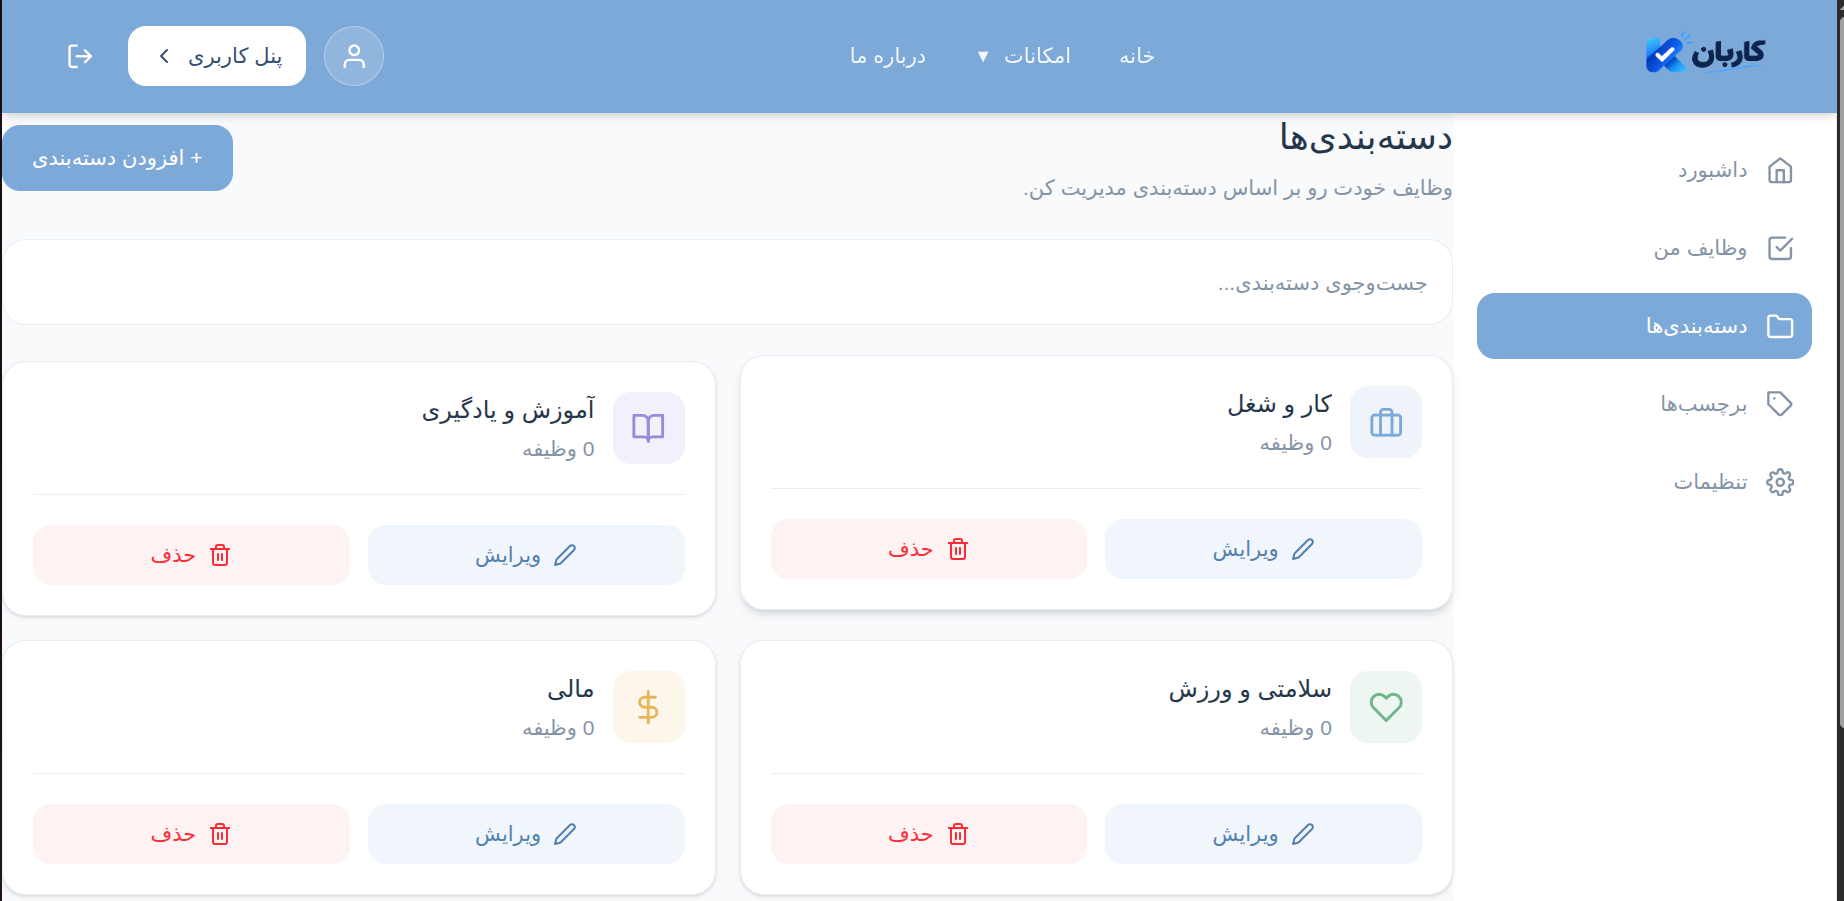 کاربان
خانه
امکانات ▼
درباره ما
پنل کاربری
داشبورد
وظایف من
دسته‌بندی‌ها
برچسب‌ها
تنظیمات
دسته‌بندی‌ها
وظایف خودت رو بر اساس دسته‌بندی مدیریت کن.
+ افزودن دسته‌بندی
جست‌وجوی دسته‌بندی...
کار و شغل
0 وظیفه
ویرایش
حذف
آموزش و یادگیری
0 وظیفه
ویرایش
حذف
سلامتی و ورزش
0 وظیفه
ویرایش
حذف
مالی
0 وظیفه
ویرایش
حذف